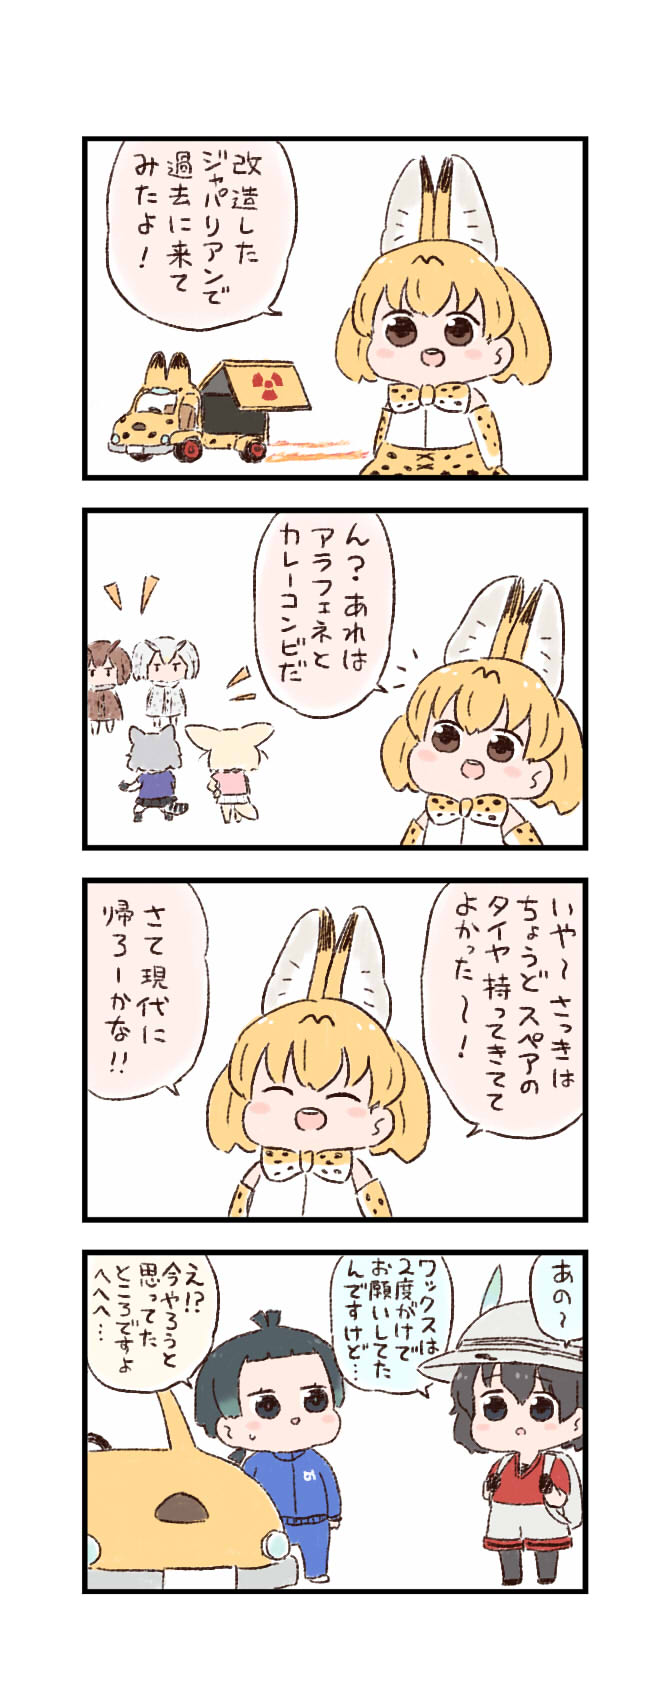 改造した
ジャパリアンで
過去に来て
みたよ！
ん？あれは
アラフェネと
カレーコンビだ
いや〜さっきは
ちょうどスペアの
タイヤ持ってきてて
よかった〜！
さて現代に
帰ろーかな！！
あの〜
ワックスは
2度がけで
お願いしてた
んですけど…
え！？
今やろうと
思ってた
ところですよ
へへへ…